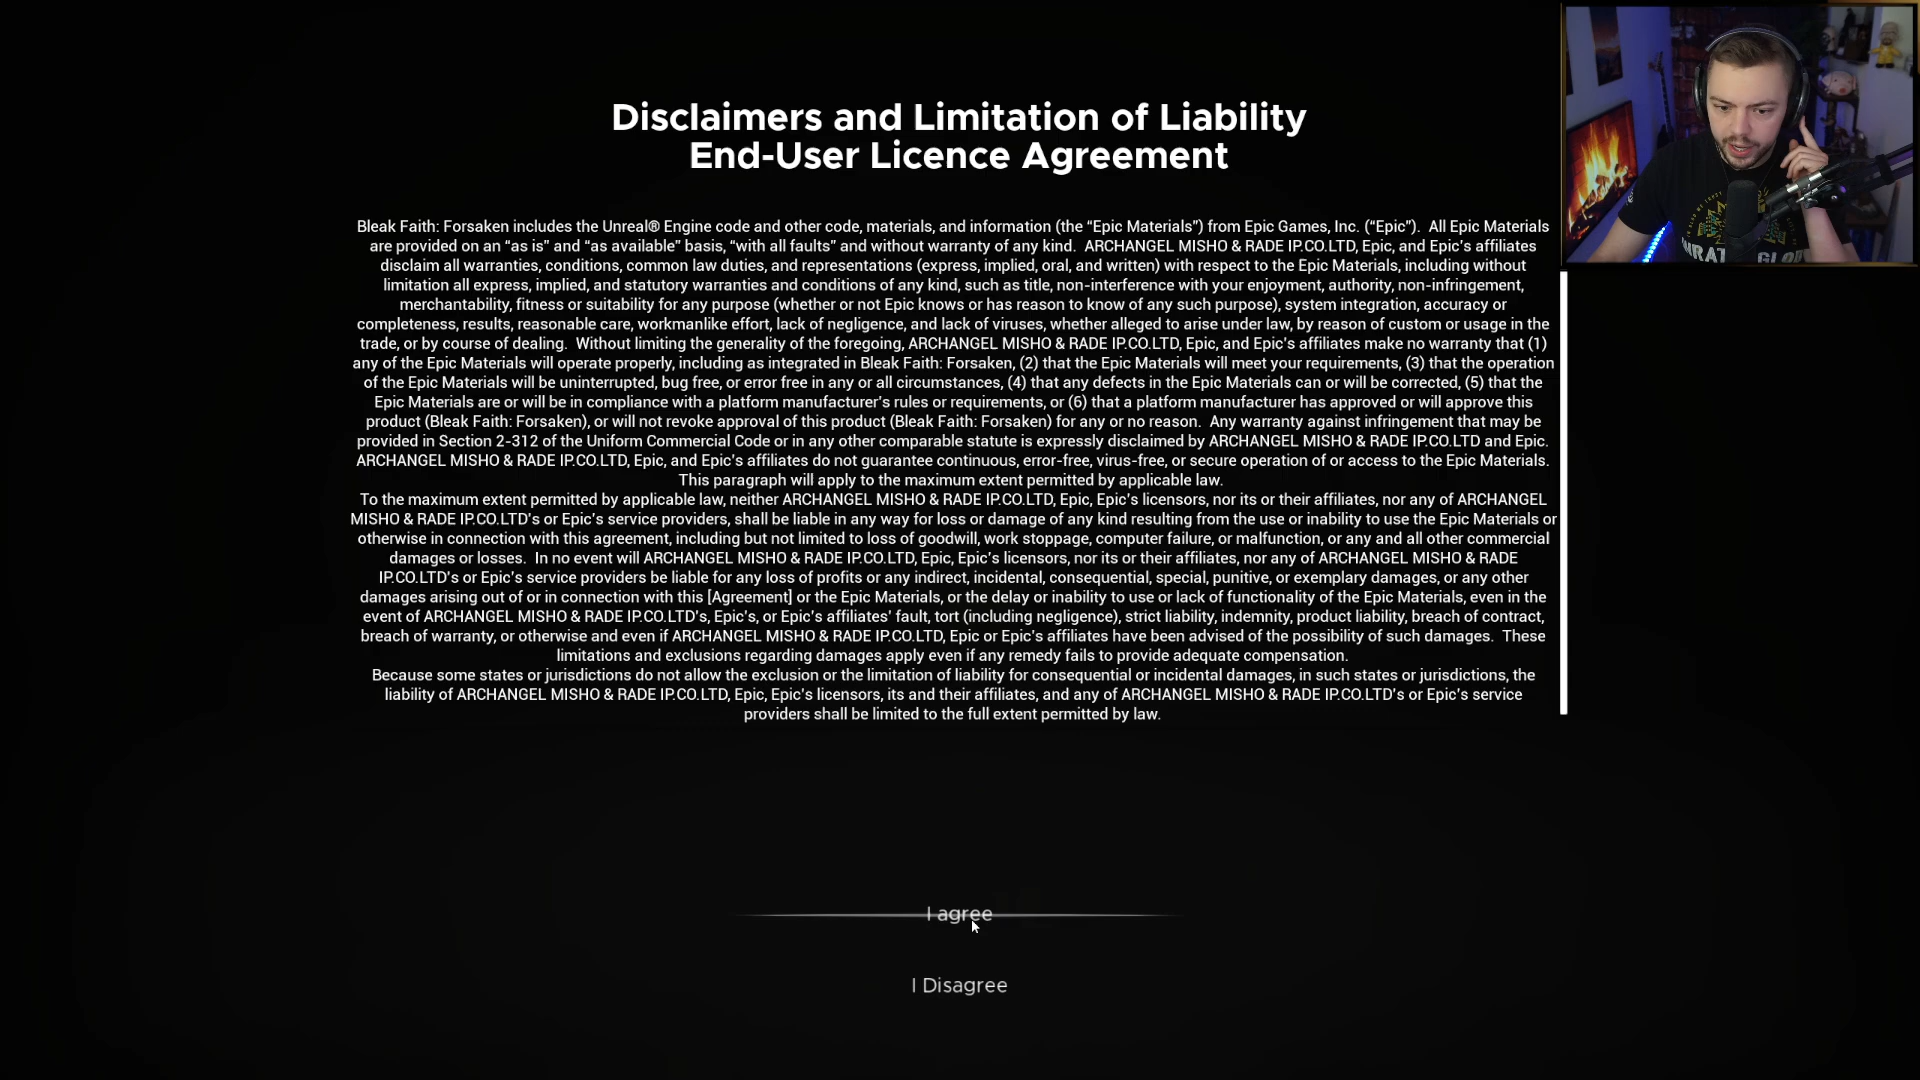 Disclaimers and Limitation of Liability
End-User Licence Agreement
Bleak Faith: Forsaken includes the Unreal® Engine code and other code, materials, and information (the “Epic Materials”) from Epic Games, Inc. (“Epic”).  All Epic Materials
are provided on an “as is” and “as available” basis, “with all faults” and without warranty of any kind.  ARCHANGEL MISHO & RADE IP.CO.LTD, Epic, and Epic’s affiliates
disclaim all warranties, conditions, common law duties, and representations (express, implied, oral, and written) with respect to the Epic Materials, including without
limitation all express, implied, and statutory warranties and conditions of any kind, such as title, non-interference with your enjoyment, authority, non-infringement,
merchantability, fitness or suitability for any purpose (whether or not Epic knows or has reason to know of any such purpose), system integration, accuracy or
completeness, results, reasonable care, workmanlike effort, lack of negligence, and lack of viruses, whether alleged to arise under law, by reason of custom or usage in the
trade, or by course of dealing.  Without limiting the generality of the foregoing, ARCHANGEL MISHO & RADE IP.CO.LTD, Epic, and Epic’s affiliates make no warranty that (1)
any of the Epic Materials will operate properly, including as integrated in Bleak Faith: Forsaken, (2) that the Epic Materials will meet your requirements, (3) that the operation
of the Epic Materials will be uninterrupted, bug free, or error free in any or all circumstances, (4) that any defects in the Epic Materials can or will be corrected, (5) that the
Epic Materials are or will be in compliance with a platform manufacturer’s rules or requirements, or (6) that a platform manufacturer has approved or will approve this
product (Bleak Faith: Forsaken), or will not revoke approval of this product (Bleak Faith: Forsaken) for any or no reason.  Any warranty against infringement that may be
provided in Section 2-312 of the Uniform Commercial Code or in any other comparable statute is expressly disclaimed by ARCHANGEL MISHO & RADE IP.CO.LTD and Epic.
ARCHANGEL MISHO & RADE IP.CO.LTD, Epic, and Epic’s affiliates do not guarantee continuous, error-free, virus-free, or secure operation of or access to the Epic Materials.
This paragraph will apply to the maximum extent permitted by applicable law.
To the maximum extent permitted by applicable law, neither ARCHANGEL MISHO & RADE IP.CO.LTD, Epic, Epic’s licensors, nor its or their affiliates, nor any of ARCHANGEL
MISHO & RADE IP.CO.LTD’s or Epic’s service providers, shall be liable in any way for loss or damage of any kind resulting from the use or inability to use the Epic Materials or
otherwise in connection with this agreement, including but not limited to loss of goodwill, work stoppage, computer failure, or malfunction, or any and all other commercial
damages or losses.  In no event will ARCHANGEL MISHO & RADE IP.CO.LTD, Epic, Epic’s licensors, nor its or their affiliates, nor any of ARCHANGEL MISHO & RADE
IP.CO.LTD’s or Epic’s service providers be liable for any loss of profits or any indirect, incidental, consequential, special, punitive, or exemplary damages, or any other
damages arising out of or in connection with this [Agreement] or the Epic Materials, or the delay or inability to use or lack of functionality of the Epic Materials, even in the
event of ARCHANGEL MISHO & RADE IP.CO.LTD’s, Epic’s, or Epic’s affiliates’ fault, tort (including negligence), strict liability, indemnity, product liability, breach of contract,
breach of warranty, or otherwise and even if ARCHANGEL MISHO & RADE IP.CO.LTD, Epic or Epic’s affiliates have been advised of the possibility of such damages.  These
limitations and exclusions regarding damages apply even if any remedy fails to provide adequate compensation.
Because some states or jurisdictions do not allow the exclusion or the limitation of liability for consequential or incidental damages, in such states or jurisdictions, the
liability of ARCHANGEL MISHO & RADE IP.CO.LTD, Epic, Epic’s licensors, its and their affiliates, and any of ARCHANGEL MISHO & RADE IP.CO.LTD’s or Epic’s service
providers shall be limited to the full extent permitted by law.
I agree
I Disagree